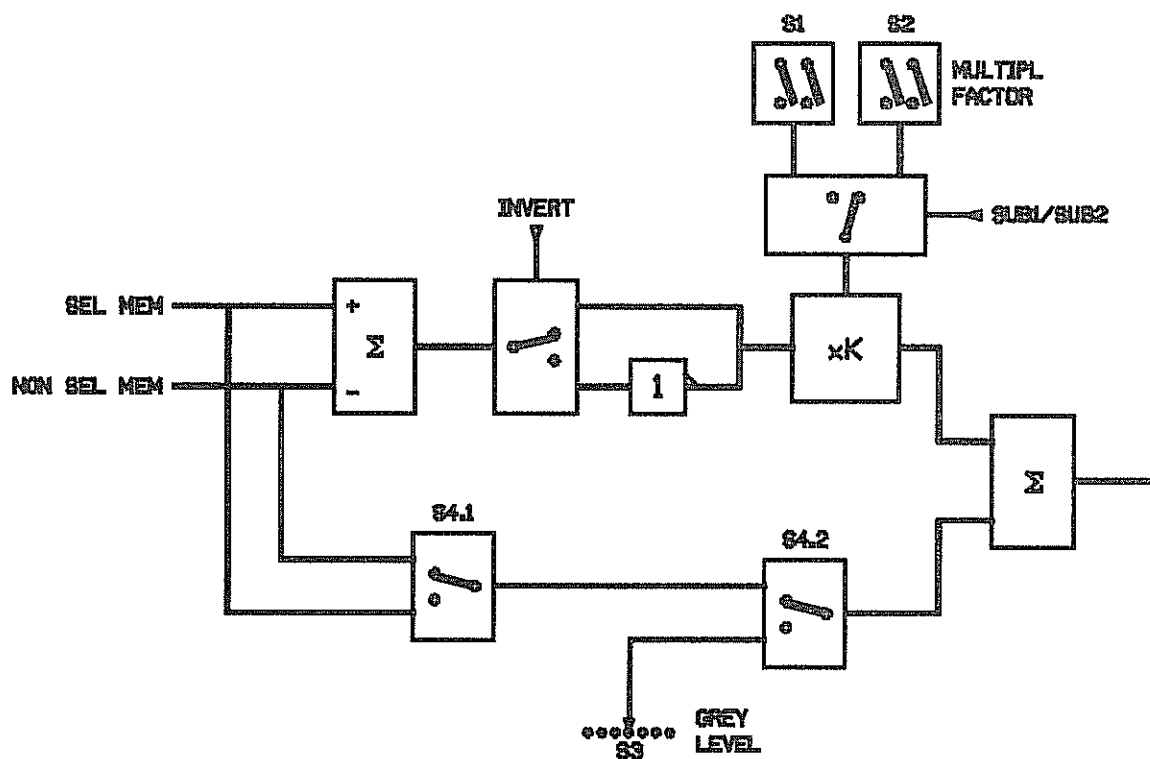 S1
S2
MULTIPL
FACTOR
INVERT
SUB1/SUB2
SEL MEM
+
Σ
xK
NON SEL MEM
-
1
Σ
S4.1
S4.2
GREY
LEVEL
S3